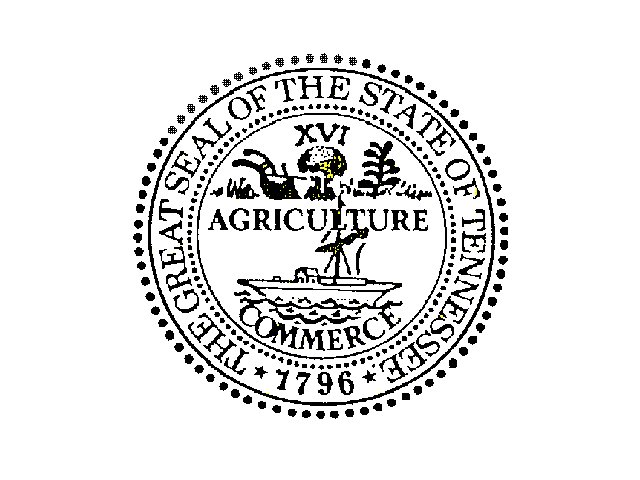 THE GREAT SEAL OF THE STATE OF TENNESSEE
XVI
AGRICULTURE
COMMERCE
1796